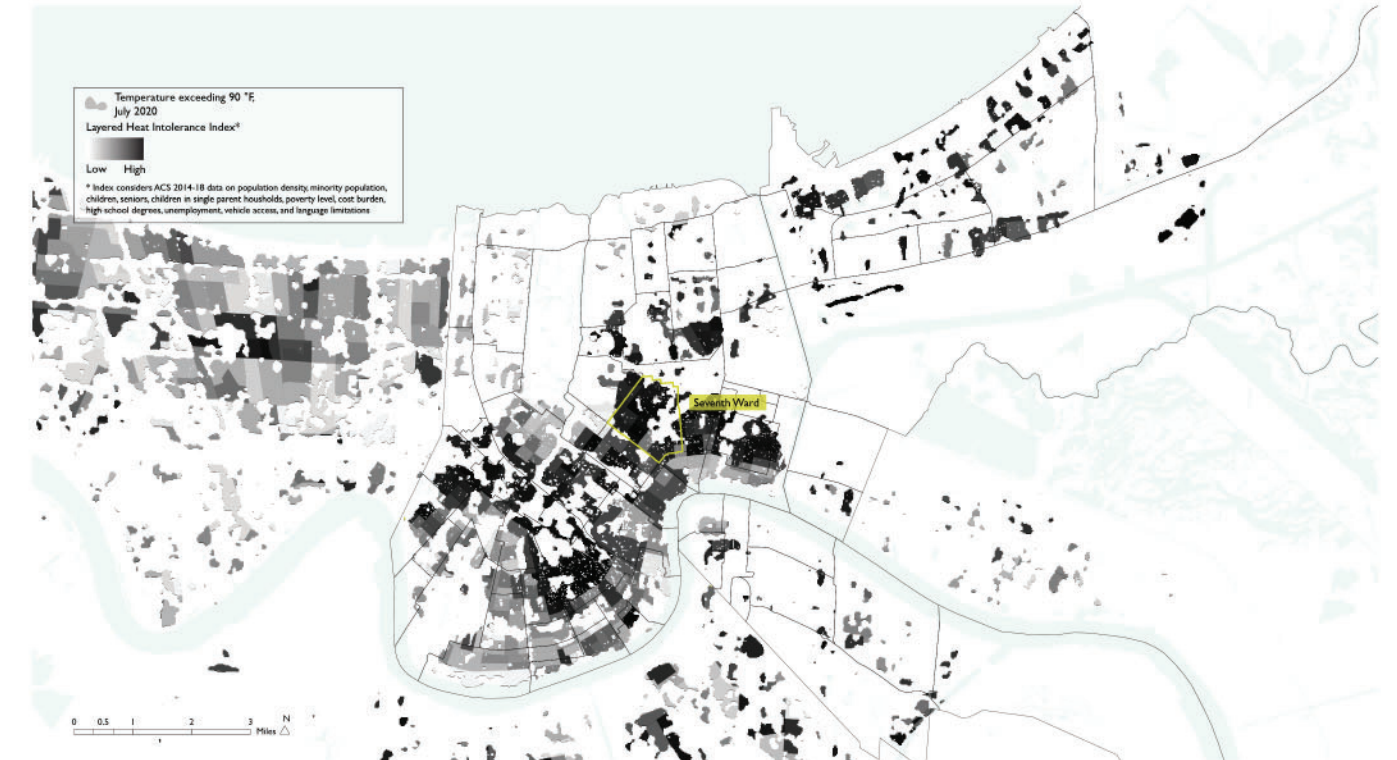 Temperature exceeding 90 °F,
July 2020
Layered Heat Intolerance Index*
Low High
* Index considers ACS 2014-18 data on population density, minority population,
children, seniors, children in single parent housholds, poverty level, cost burden,
high school degrees, unemployment, vehicle access, and language limitations
Seventh Ward
0 0.5 1 2 3
Miles
N